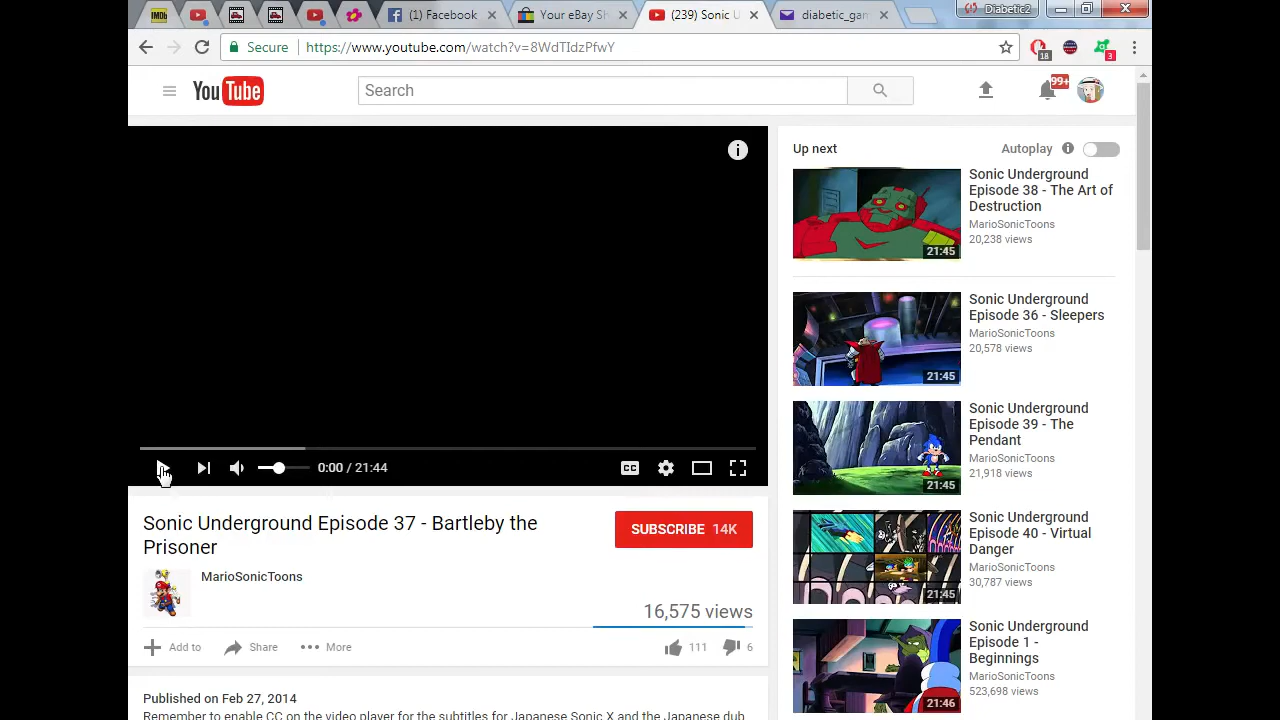 IMDb
(1) Facebook
Your eBay Sh
(239) Sonic U
diabetic_gam
Diabetic2
Secure
https://www.youtube.com/watch?v=8WdTIdzPfwY
18
3
YouTube
Search
99+
Up next
Autoplay
Sonic Underground
Episode 38 - The Art of
Destruction
MarioSonicToons
20,238 views
21:45
Sonic Underground
Episode 36 - Sleepers
MarioSonicToons
20,578 views
21:45
Sonic Underground
Episode 39 - The
Pendant
MarioSonicToons
21,918 views
21:45
Sonic Underground
Episode 40 - Virtual
Danger
MarioSonicToons
30,787 views
21:45
Sonic Underground
Episode 1 -
Beginnings
MarioSonicToons
523,698 views
21:46
0:00 / 21:44
CC
Sonic Underground Episode 37 - Bartleby the
Prisoner
SUBSCRIBE 14K
MarioSonicToons
16,575 views
Add to
Share
More
111
6
Published on Feb 27, 2014
Remember to enable CC on the video player for the subtitles for Japanese Sonic X and the Japanese dub